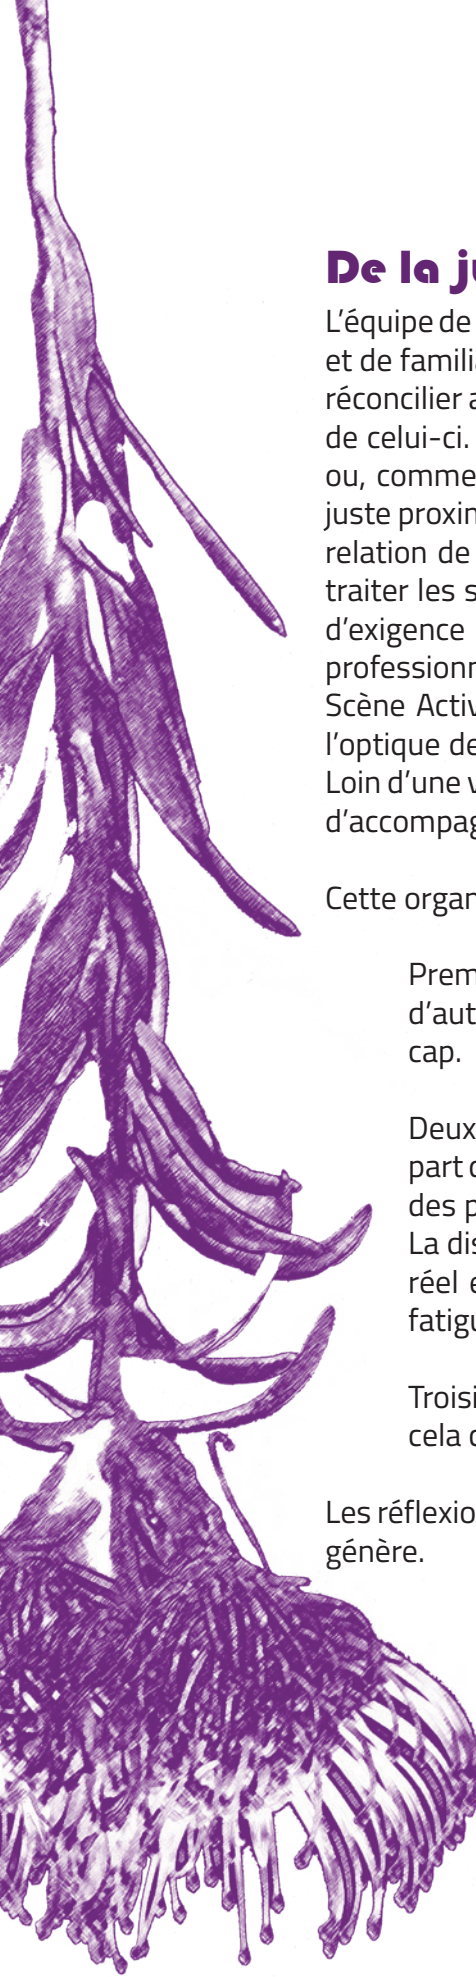 De la ju
L’équipe de
et de familia
réconcilier a
de celui-ci.
ou, comme
juste proxim
relation de
traiter les s
d’exigence
professionn
Scène Activ
l’optique de
Loin d’une v
d’accompag
Cette organ
Prem
d’aut
cap.
Deux
part d
des p
La dis
réel e
fatigu
Troisi
cela c
Les réflexio
génère.